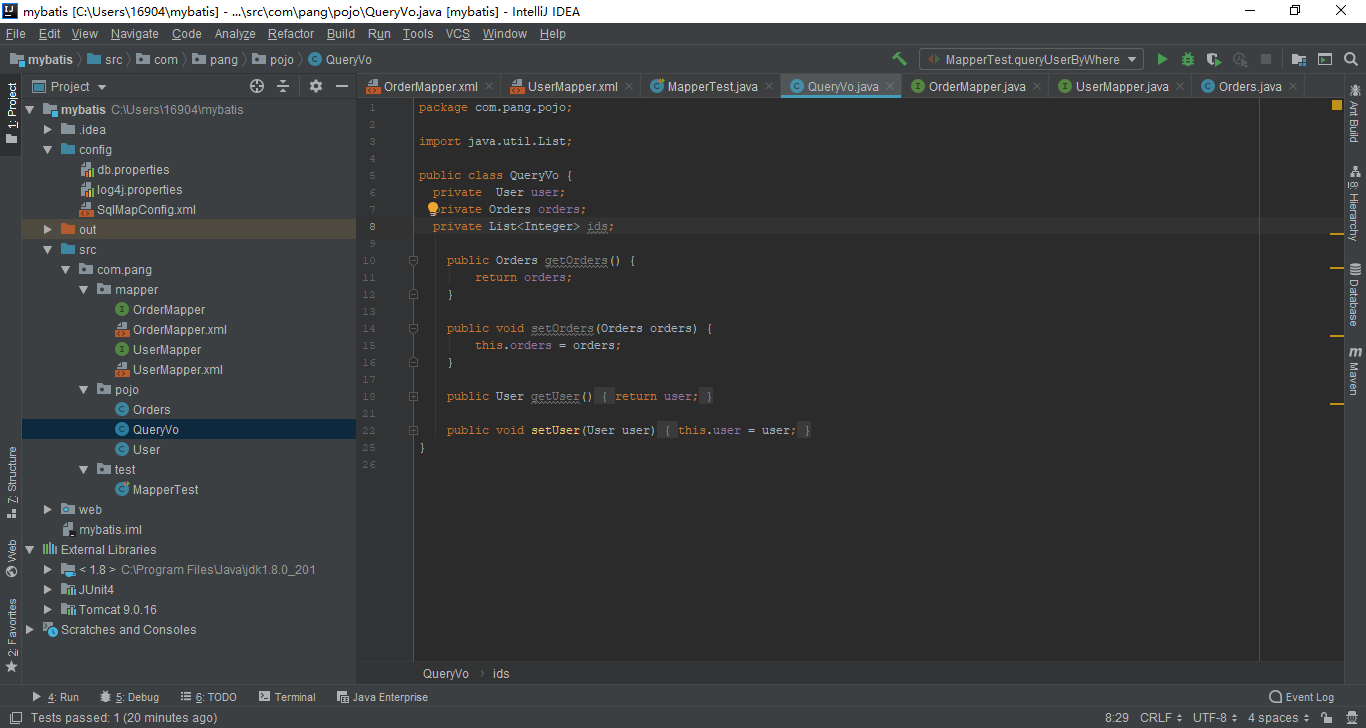 mybatis [C:\Users\16904\mybatis] - ...\src\com\pang\pojo\QueryVo.java [mybatis] - IntelliJ IDEA
File Edit View Navigate Code Analyze Refactor Build Run Tools VCS Window Help
mybatis src com pang pojo QueryVo MapperTest.queryUserByWhere
Project
OrderMapper.xml UserMapper.xml MapperTest.java QueryVo.java OrderMapper.java UserMapper.java Orders.java
1: Project
7: Structure
Web
2: Favorites
mybatis C:\Users\16904\mybatis
.idea
config
db.properties
log4j.properties
SqlMapConfig.xml
out
src
com.pang
mapper
OrderMapper
OrderMapper.xml
UserMapper
UserMapper.xml
pojo
Orders
QueryVo
User
test
MapperTest
web
mybatis.iml
External Libraries
< 1.8 > C:\Program Files\Java\jdk1.8.0_201
JUnit4
Tomcat 9.0.16
Scratches and Consoles
1 package com.pang.pojo;
2
3 import java.util.List;
4
5 public class QueryVo {
6 private  User user;
7 private Orders orders;
8 private List<Integer> ids;
9
10 public Orders getOrders() {
11 return orders;
12 }
13
14 public void setOrders(Orders orders) {
15 this.orders = orders;
16 }
17
18 public User getUser() { return user; }
21
22 public void setUser(User user) { this.user = user; }
25 }
26
Ant Build
Hierarchy
Database
m Maven
QueryVo › ids
4: Run 5: Debug 6: TODO Terminal Java Enterprise Event Log
Tests passed: 1 (20 minutes ago) 8:29 CRLF UTF-8 4 spaces